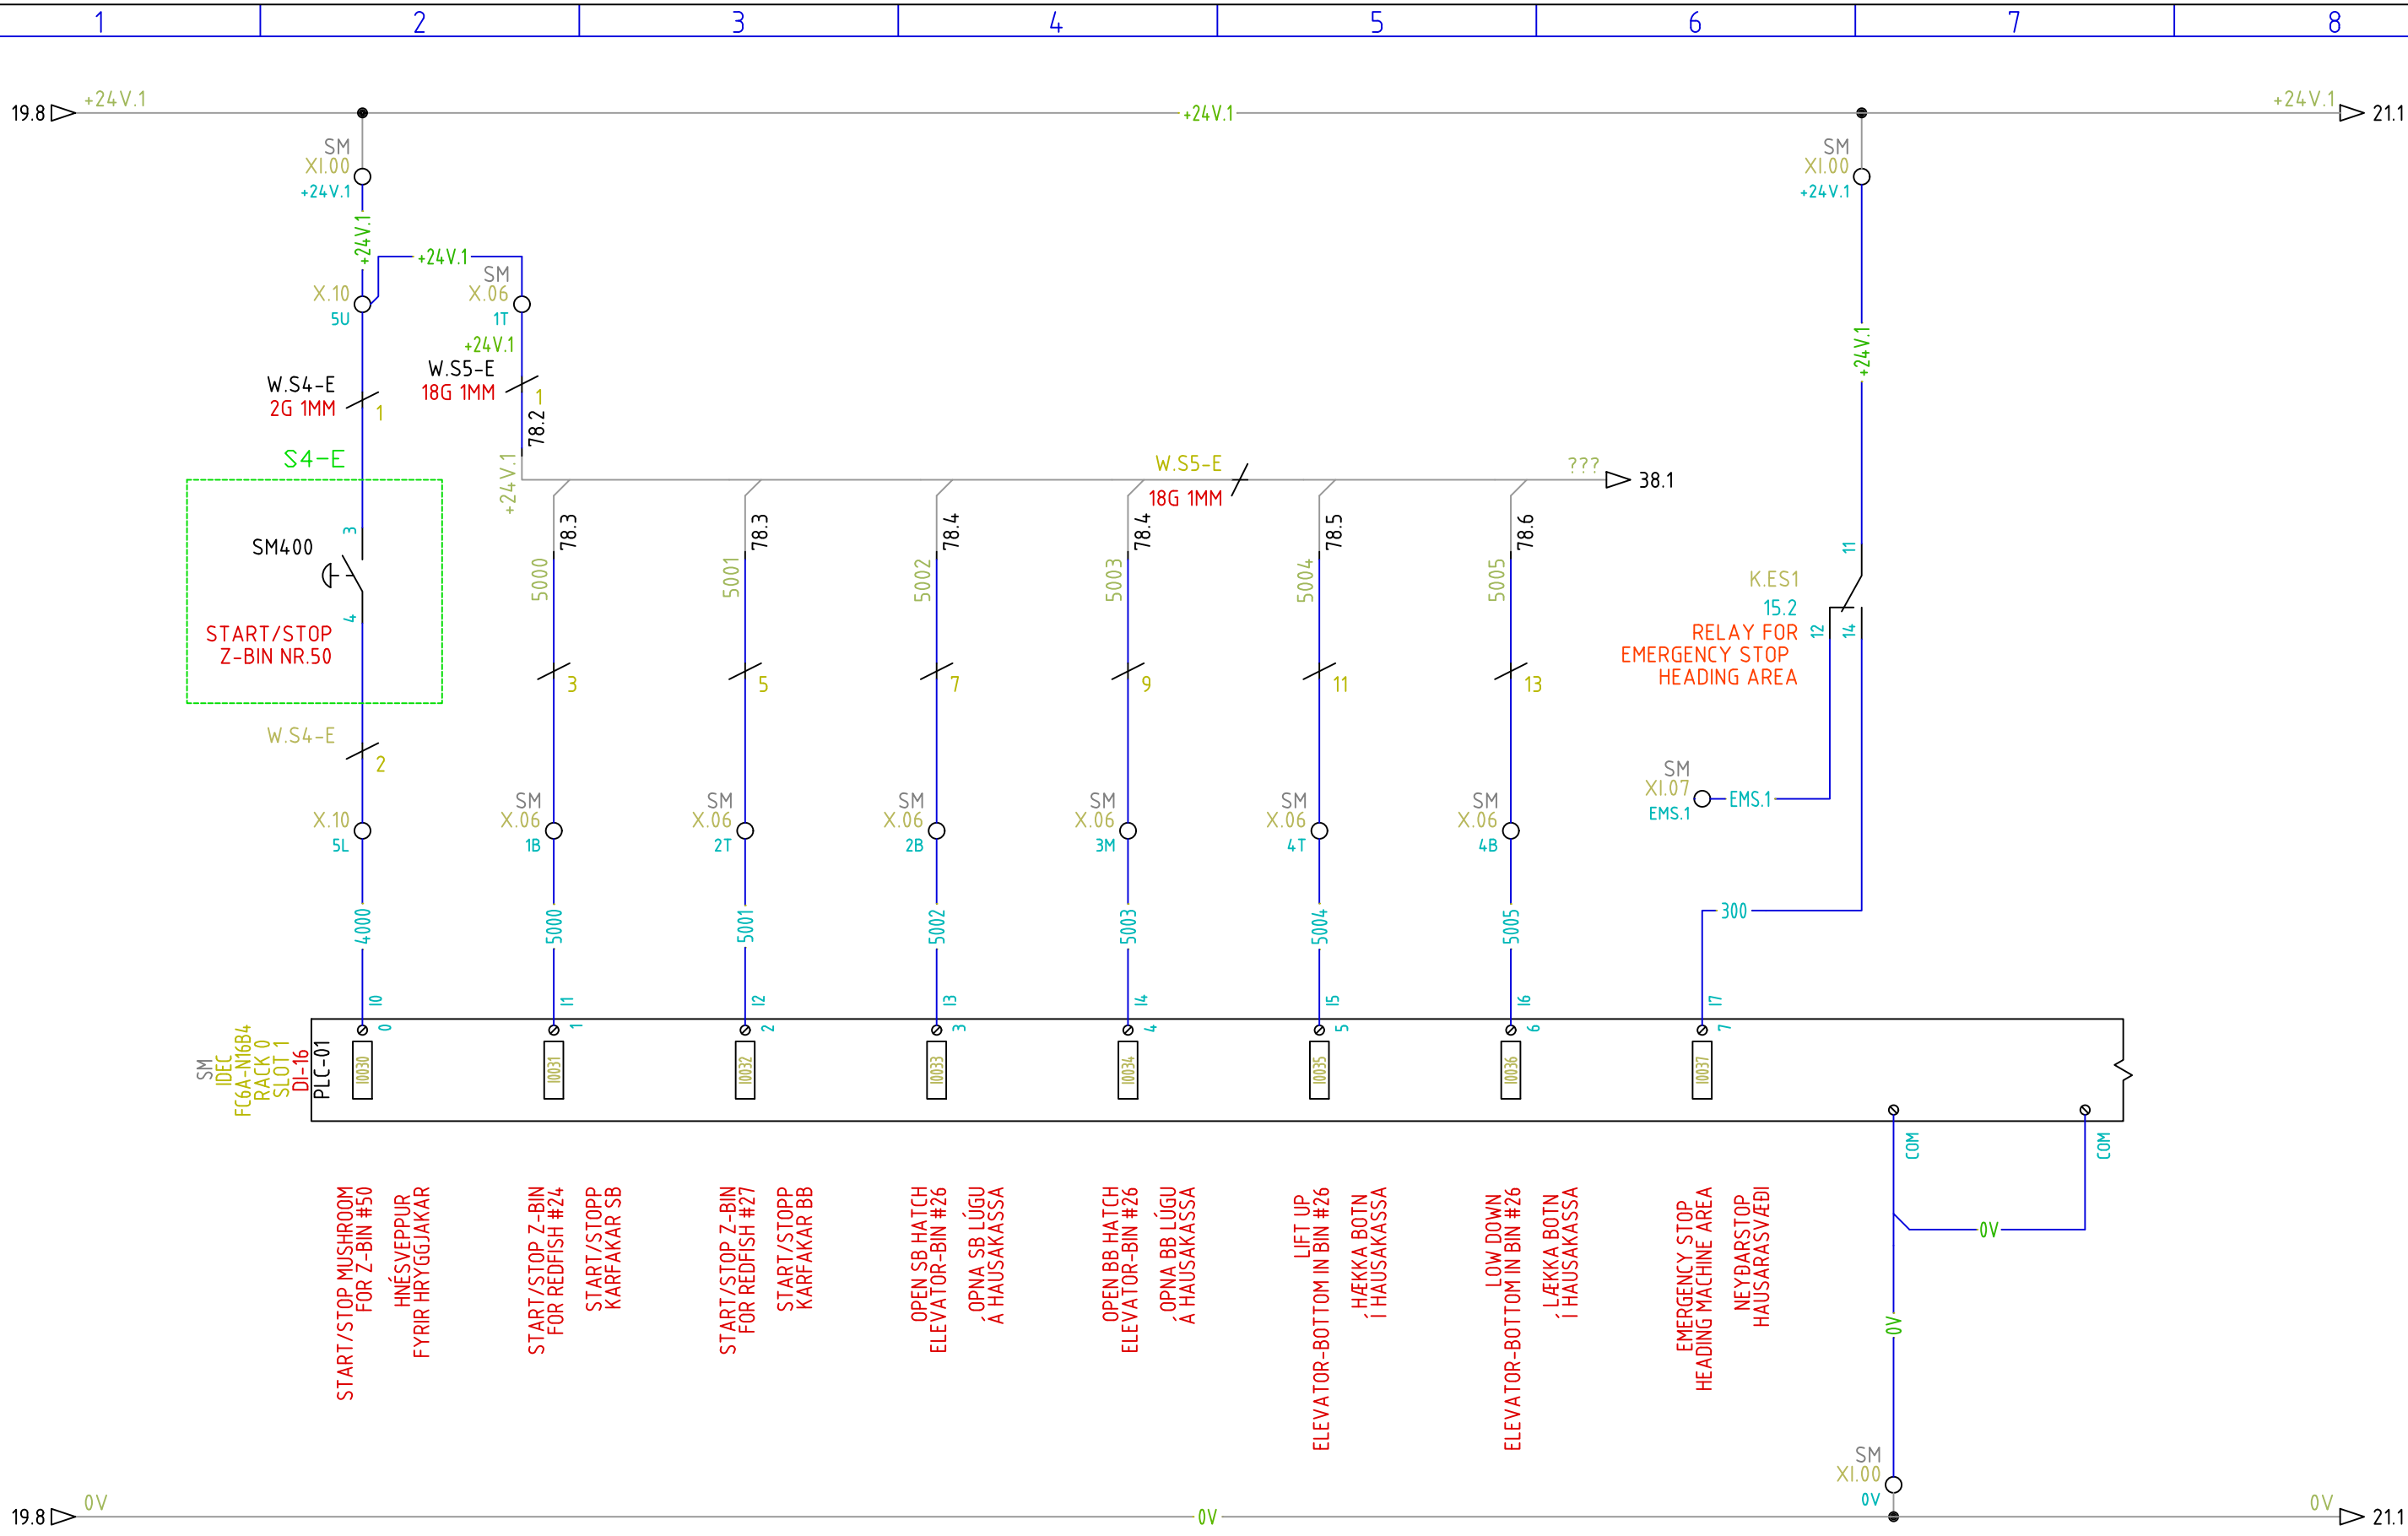 1
2
3
4
5
6
7
8
19.8
+24V.1
+24V.1
+24V.1
21.1
SM
XI.00
+24V.1
SM
XI.00
+24V.1
+24V.1
+24V.1
X.10
5U
SM
X.06
1T
+24V.1
+24V.1
W.S4-E
2G 1MM
1
W.S5-E
18G 1MM
1
78.2
+24V.1
W.S5-E
18G 1MM
???
38.1
S4-E
3
SM400
4
START/STOP
Z-BIN NR.50
78.3
5000
78.3
5001
78.4
5002
78.4
5003
78.5
5004
78.6
5005
11
K.ES1
15.2
12
14
RELAY FOR
EMERGENCY STOP
HEADING AREA
3
5
7
9
11
13
W.S4-E
2
SM
XI.07
EMS.1
EMS.1
X.10
5L
SM
X.06
1B
SM
X.06
2T
SM
X.06
2B
SM
X.06
3M
SM
X.06
4T
SM
X.06
4B
4000
5000
5001
5002
5003
5004
5005
300
I0
I1
I2
I3
I4
I5
I6
I7
0
1
2
3
4
5
6
7
SM
IDEC
FC6A-N16B4
RACK 0
SLOT 1
DI-16
PLC-01
I0030
I0031
I0032
I0033
I0034
I0035
I0036
I0037
COM
COM
START/STOP MUSHROOM
FOR Z-BIN #50
HNÉSVEPPUR
FYRIR HRYGGJAKAR
START/STOP Z-BIN
FOR REDFISH #24
START/STOPP
KARFAKAR SB
START/STOP Z-BIN
FOR REDFISH #27
START/STOPP
KARFAKAR BB
OPEN SB HATCH
ELEVATOR-BIN #26
OPNA SB LÚGU
Á HAUSAKASSA
OPEN BB HATCH
ELEVATOR-BIN #26
OPNA BB LÚGU
Á HAUSAKASSA
LIFT UP
ELEVATOR-BOTTOM IN BIN #26
HÆKKA BOTN
Í HAUSAKASSA
LOW DOWN
ELEVATOR-BOTTOM IN BIN #26
LÆKKA BOTN
Í HAUSAKASSA
EMERGENCY STOP
HEADING MACHINE AREA
NEYÐARSTOP
HAUSARASVÆÐI
0V
0V
SM
XI.00
0V
19.8
0V
0V
0V
21.1